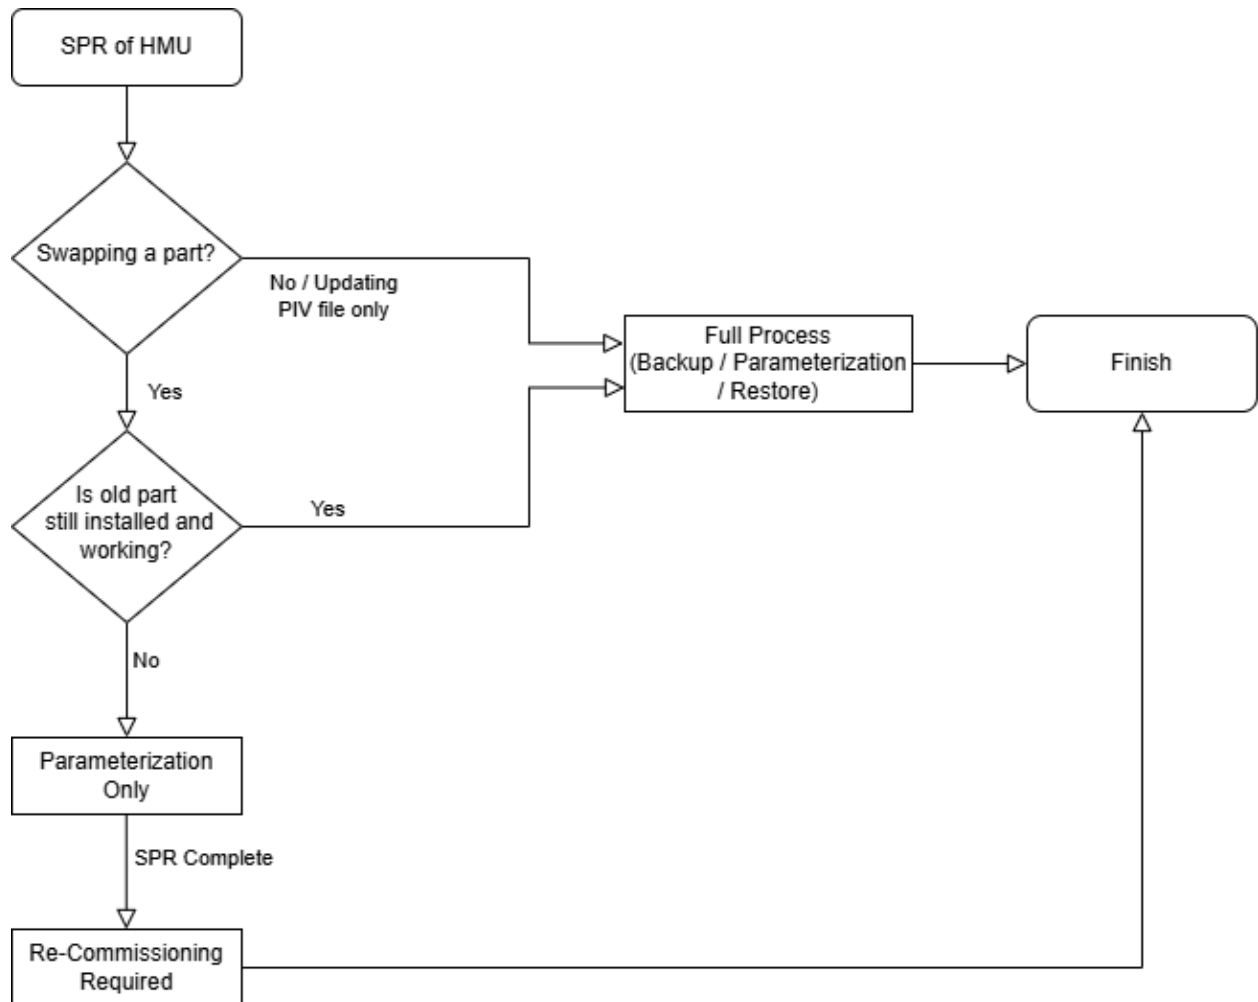 SPR of HMU
Swapping a part?
No / Updating
PIV file only
Full Process
(Backup / Parameterization
/ Restore)
Finish
Yes
Is old part
still installed and
working?
Yes
No
Parameterization
Only
SPR Complete
Re-Commissioning
Required